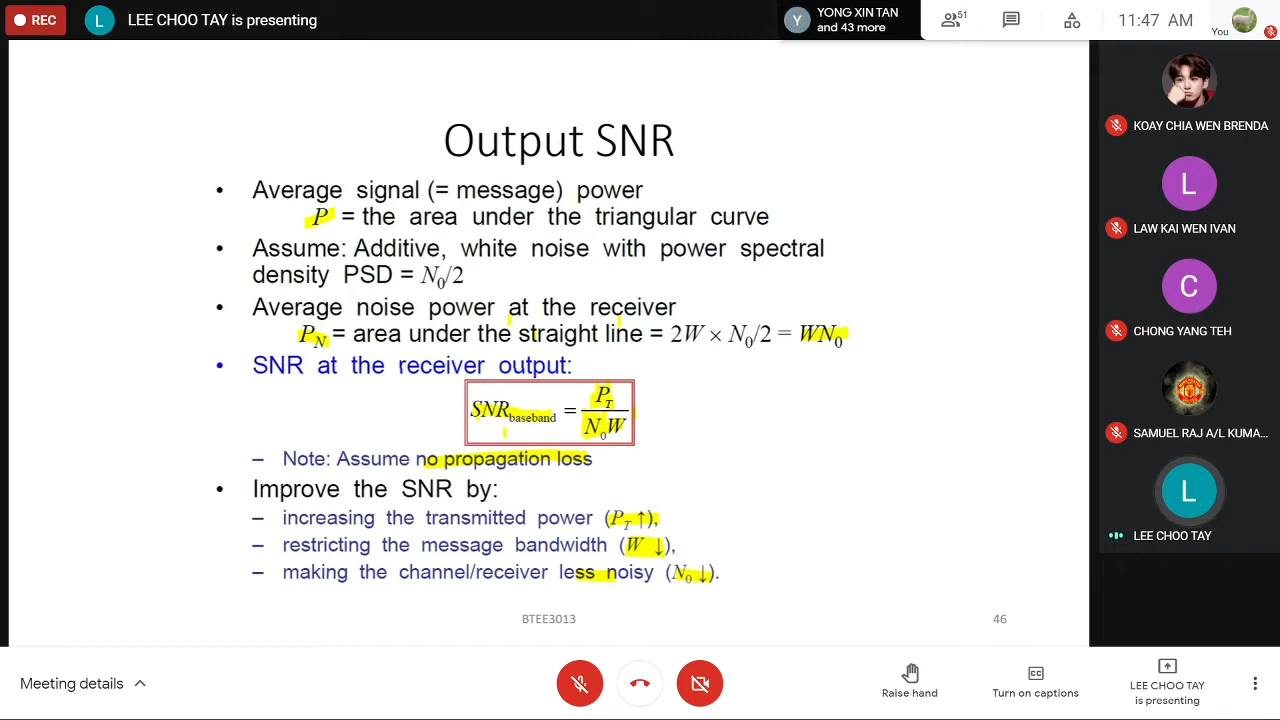 REC
L
LEE CHOO TAY is presenting
Y
YONG XIN TAN
and 43 more
51
11:47 AM
You
Output SNR
• Average signal (= message) power
P = the area under the triangular curve
• Assume: Additive, white noise with power spectral
density PSD = N₀/2
• Average noise power at the receiver
P_N = area under the straight line = 2W × N₀/2 = WN₀
• SNR at the receiver output:
SNR_baseband = P_T / N₀W
– Note: Assume no propagation loss
• Improve the SNR by:
– increasing the transmitted power (P_T ↑),
– restricting the message bandwidth (W ↓),
– making the channel/receiver less noisy (N₀ ↓).
BTEE3013
46
KOAY CHIA WEN BRENDA
L
LAW KAI WEN IVAN
C
CHONG YANG TEH
SAMUEL RAJ A/L KUMA...
L
LEE CHOO TAY
Meeting details
Raise hand
CC
Turn on captions
LEE CHOO TAY
is presenting